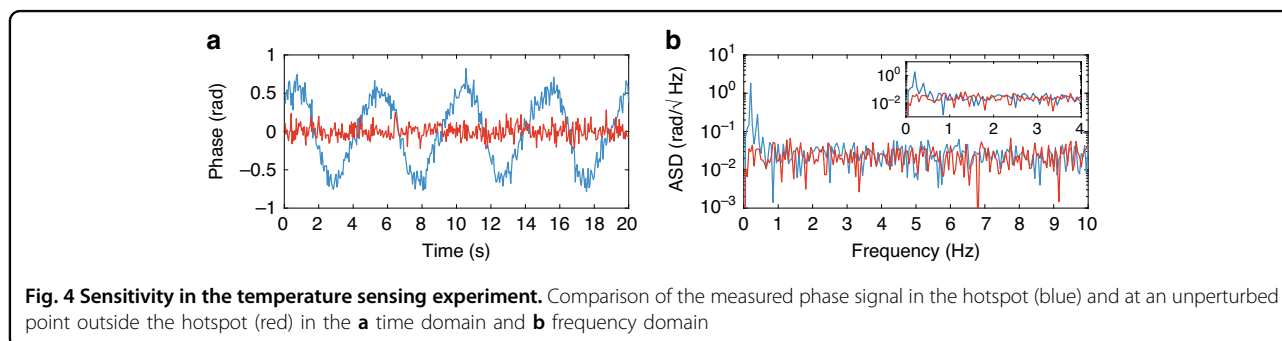 a
b
1
0.5
0
−0.5
−1
Phase (rad)
0 2 4 6 8 10 12 14 16 18 20
Time (s)
10¹
10⁰
10⁻¹
10⁻²
10⁻³
ASD (rad/√Hz)
10⁰
10⁻²
0 1 2 3 4
0 1 2 3 4 5 6 7 8 9 10
Frequency (Hz)
Fig. 4 Sensitivity in the temperature sensing experiment. Comparison of the measured phase signal in the hotspot (blue) and at an unperturbed
point outside the hotspot (red) in the a time domain and b frequency domain